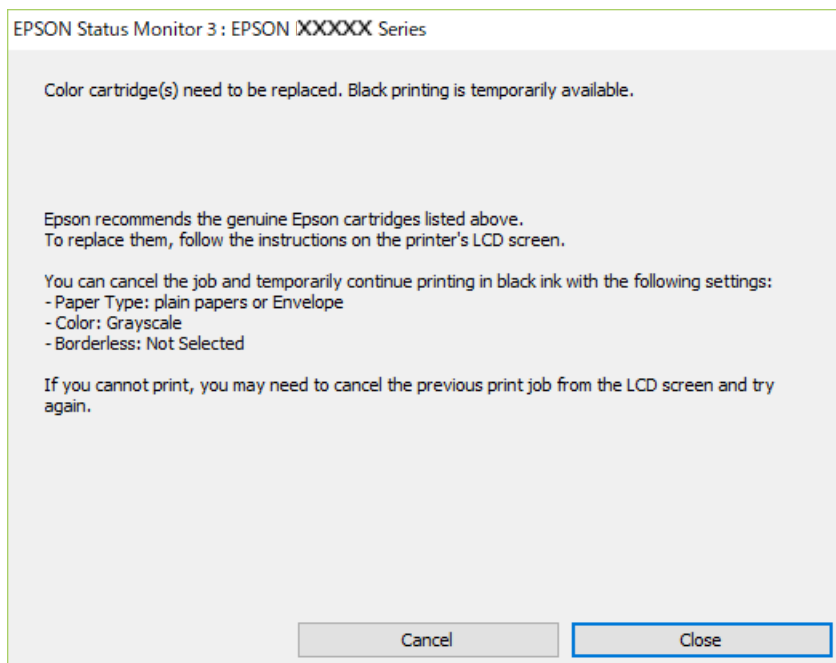 EPSON Status Monitor 3 : EPSON XXXXX Series
Color cartridge(s) need to be replaced. Black printing is temporarily available.
Epson recommends the genuine Epson cartridges listed above.
To replace them, follow the instructions on the printer's LCD screen.
You can cancel the job and temporarily continue printing in black ink with the following settings:
- Paper Type: plain papers or Envelope
- Color: Grayscale
- Borderless: Not Selected
If you cannot print, you may need to cancel the previous print job from the LCD screen and try
again.
Cancel Close